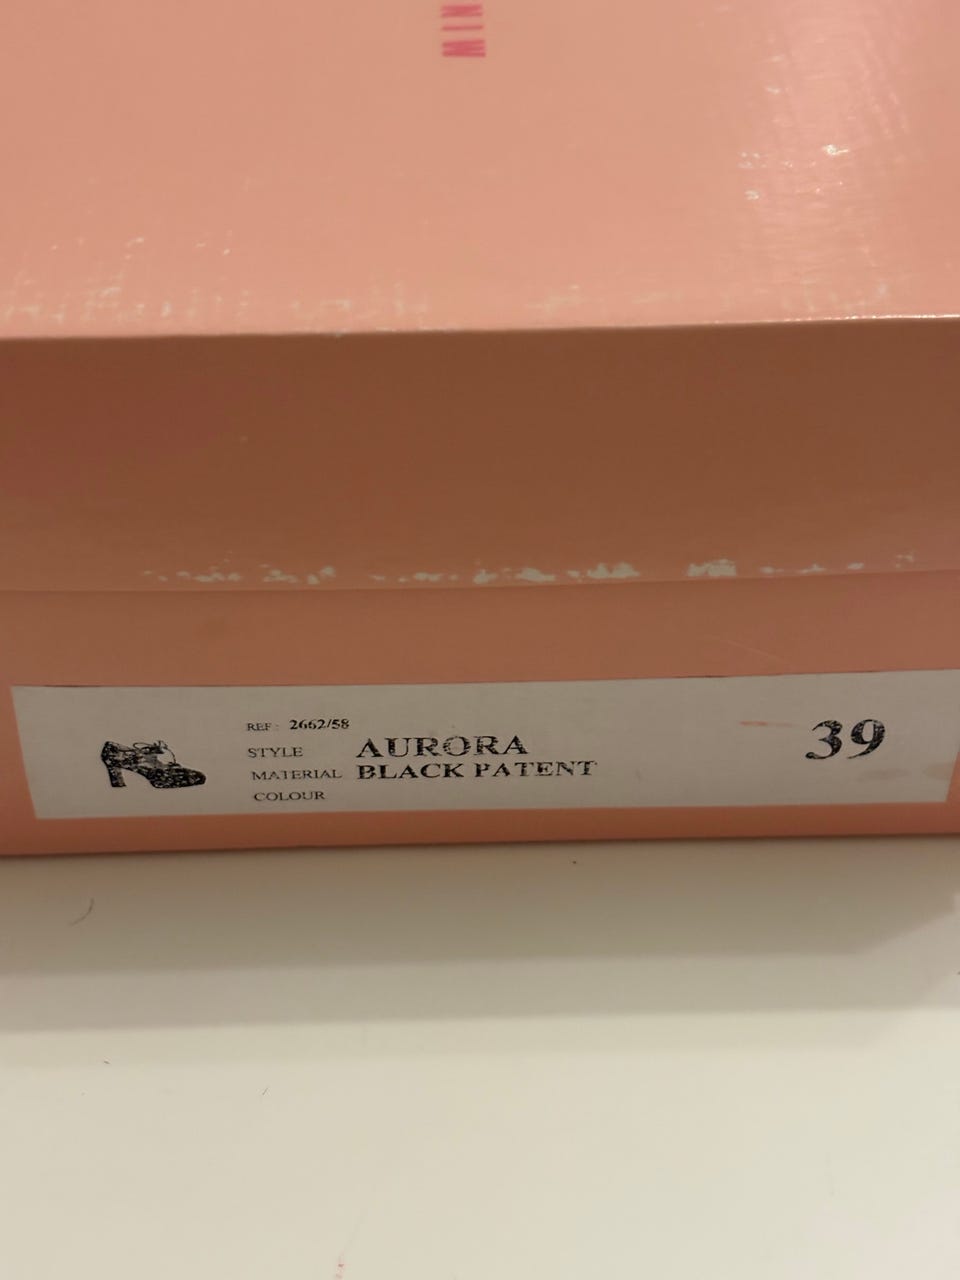 REF: 2662/58
STYLE AURORA
39
MATERIAL BLACK PATENT
COLOUR